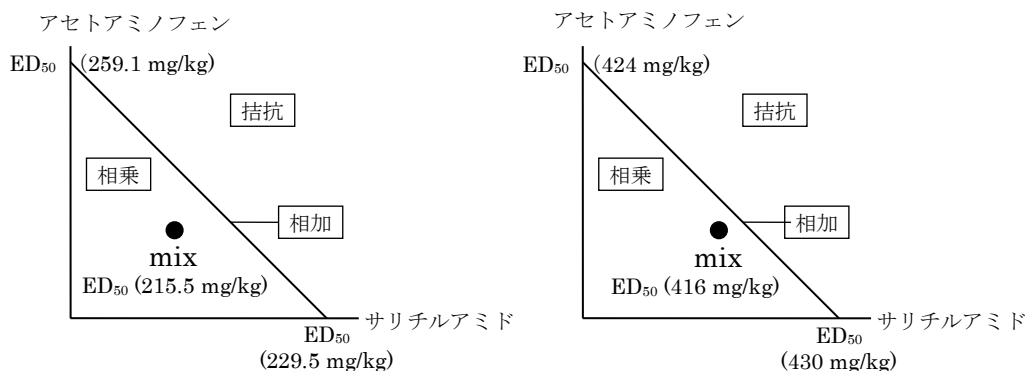 アセトアミノフェン
ED₅₀
(259.1 mg/kg)
拮抗
相乗
相加
mix
ED₅₀ (215.5 mg/kg)
サリチルアミド
ED₅₀
(229.5 mg/kg)
アセトアミノフェン
ED₅₀
(424 mg/kg)
拮抗
相乗
相加
mix
ED₅₀ (416 mg/kg)
サリチルアミド
ED₅₀
(430 mg/kg)